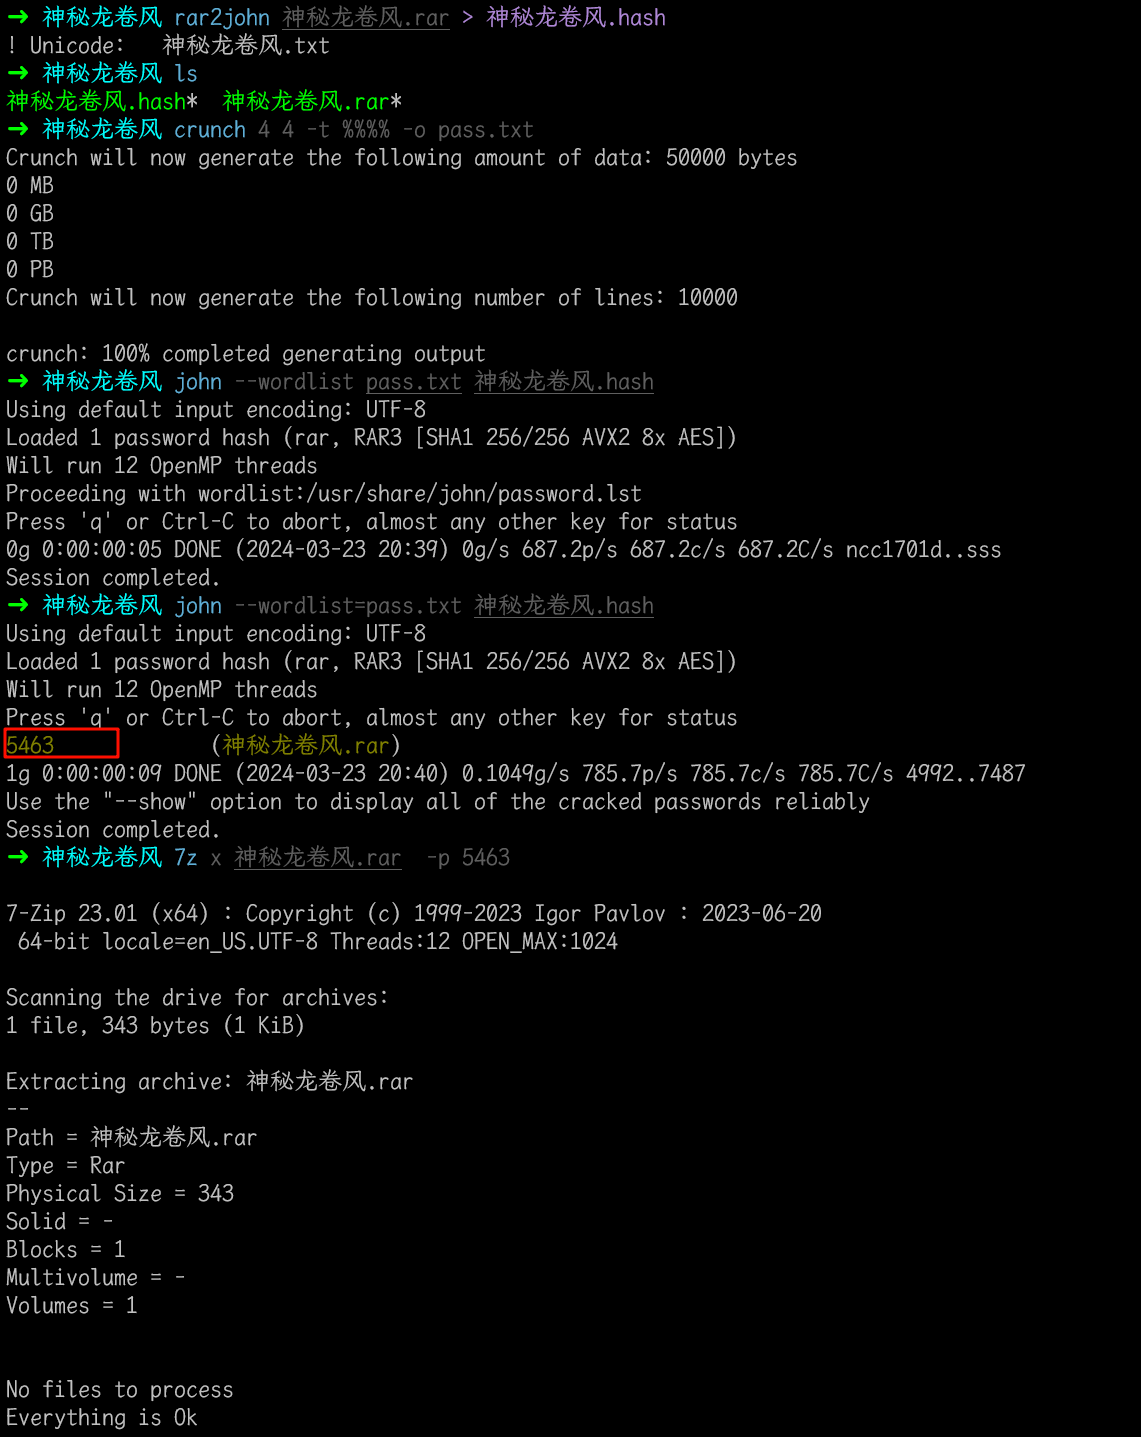 ➜ 神秘龙卷风 rar2john 神秘龙卷风.rar > 神秘龙卷风.hash
! Unicode:   神秘龙卷风.txt
➜ 神秘龙卷风 ls
神秘龙卷风.hash*  神秘龙卷风.rar*
➜ 神秘龙卷风 crunch 4 4 -t %%%% -o pass.txt
Crunch will now generate the following amount of data: 50000 bytes
0 MB
0 GB
0 TB
0 PB
Crunch will now generate the following number of lines: 10000

crunch: 100% completed generating output
➜ 神秘龙卷风 john --wordlist pass.txt 神秘龙卷风.hash
Using default input encoding: UTF-8
Loaded 1 password hash (rar, RAR3 [SHA1 256/256 AVX2 8x AES])
Will run 12 OpenMP threads
Proceeding with wordlist:/usr/share/john/password.lst
Press 'q' or Ctrl-C to abort, almost any other key for status
0g 0:00:00:05 DONE (2024-03-23 20:39) 0g/s 687.2p/s 687.2c/s 687.2C/s ncc1701d..sss
Session completed.
➜ 神秘龙卷风 john --wordlist=pass.txt 神秘龙卷风.hash
Using default input encoding: UTF-8
Loaded 1 password hash (rar, RAR3 [SHA1 256/256 AVX2 8x AES])
Will run 12 OpenMP threads
Press 'q' or Ctrl-C to abort, almost any other key for status
5463             (神秘龙卷风.rar)
1g 0:00:00:09 DONE (2024-03-23 20:40) 0.1049g/s 785.7p/s 785.7c/s 785.7C/s 4992..7487
Use the "--show" option to display all of the cracked passwords reliably
Session completed.
➜ 神秘龙卷风 7z x 神秘龙卷风.rar  -p 5463

7-Zip 23.01 (x64) : Copyright (c) 1999-2023 Igor Pavlov : 2023-06-20
 64-bit locale=en_US.UTF-8 Threads:12 OPEN_MAX:1024

Scanning the drive for archives:
1 file, 343 bytes (1 KiB)

Extracting archive: 神秘龙卷风.rar
--
Path = 神秘龙卷风.rar
Type = Rar
Physical Size = 343
Solid = -
Blocks = 1
Multivolume = -
Volumes = 1


No files to process
Everything is Ok